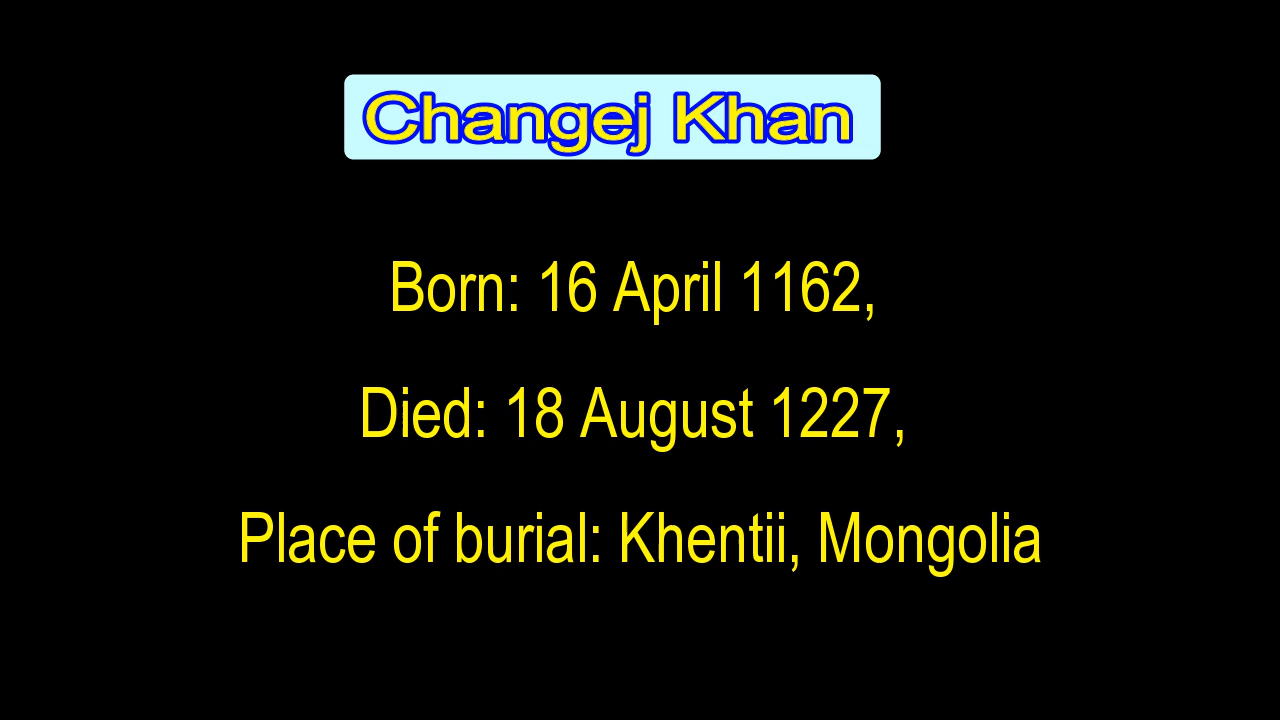 Changej Khan
Born: 16 April 1162,
Died: 18 August 1227,
Place of burial: Khentii, Mongolia